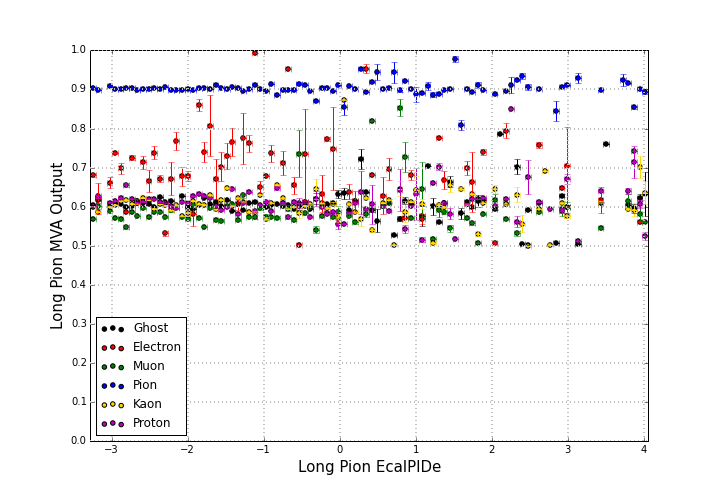 1.0
0.9
0.8
0.7
0.6
0.5
0.4
0.3
0.2
0.1
0.0
Long Pion MVA Output
Ghost
Electron
Muon
Pion
Kaon
Proton
−3 −2 −1 0 1 2 3 4
Long Pion EcalPIDe